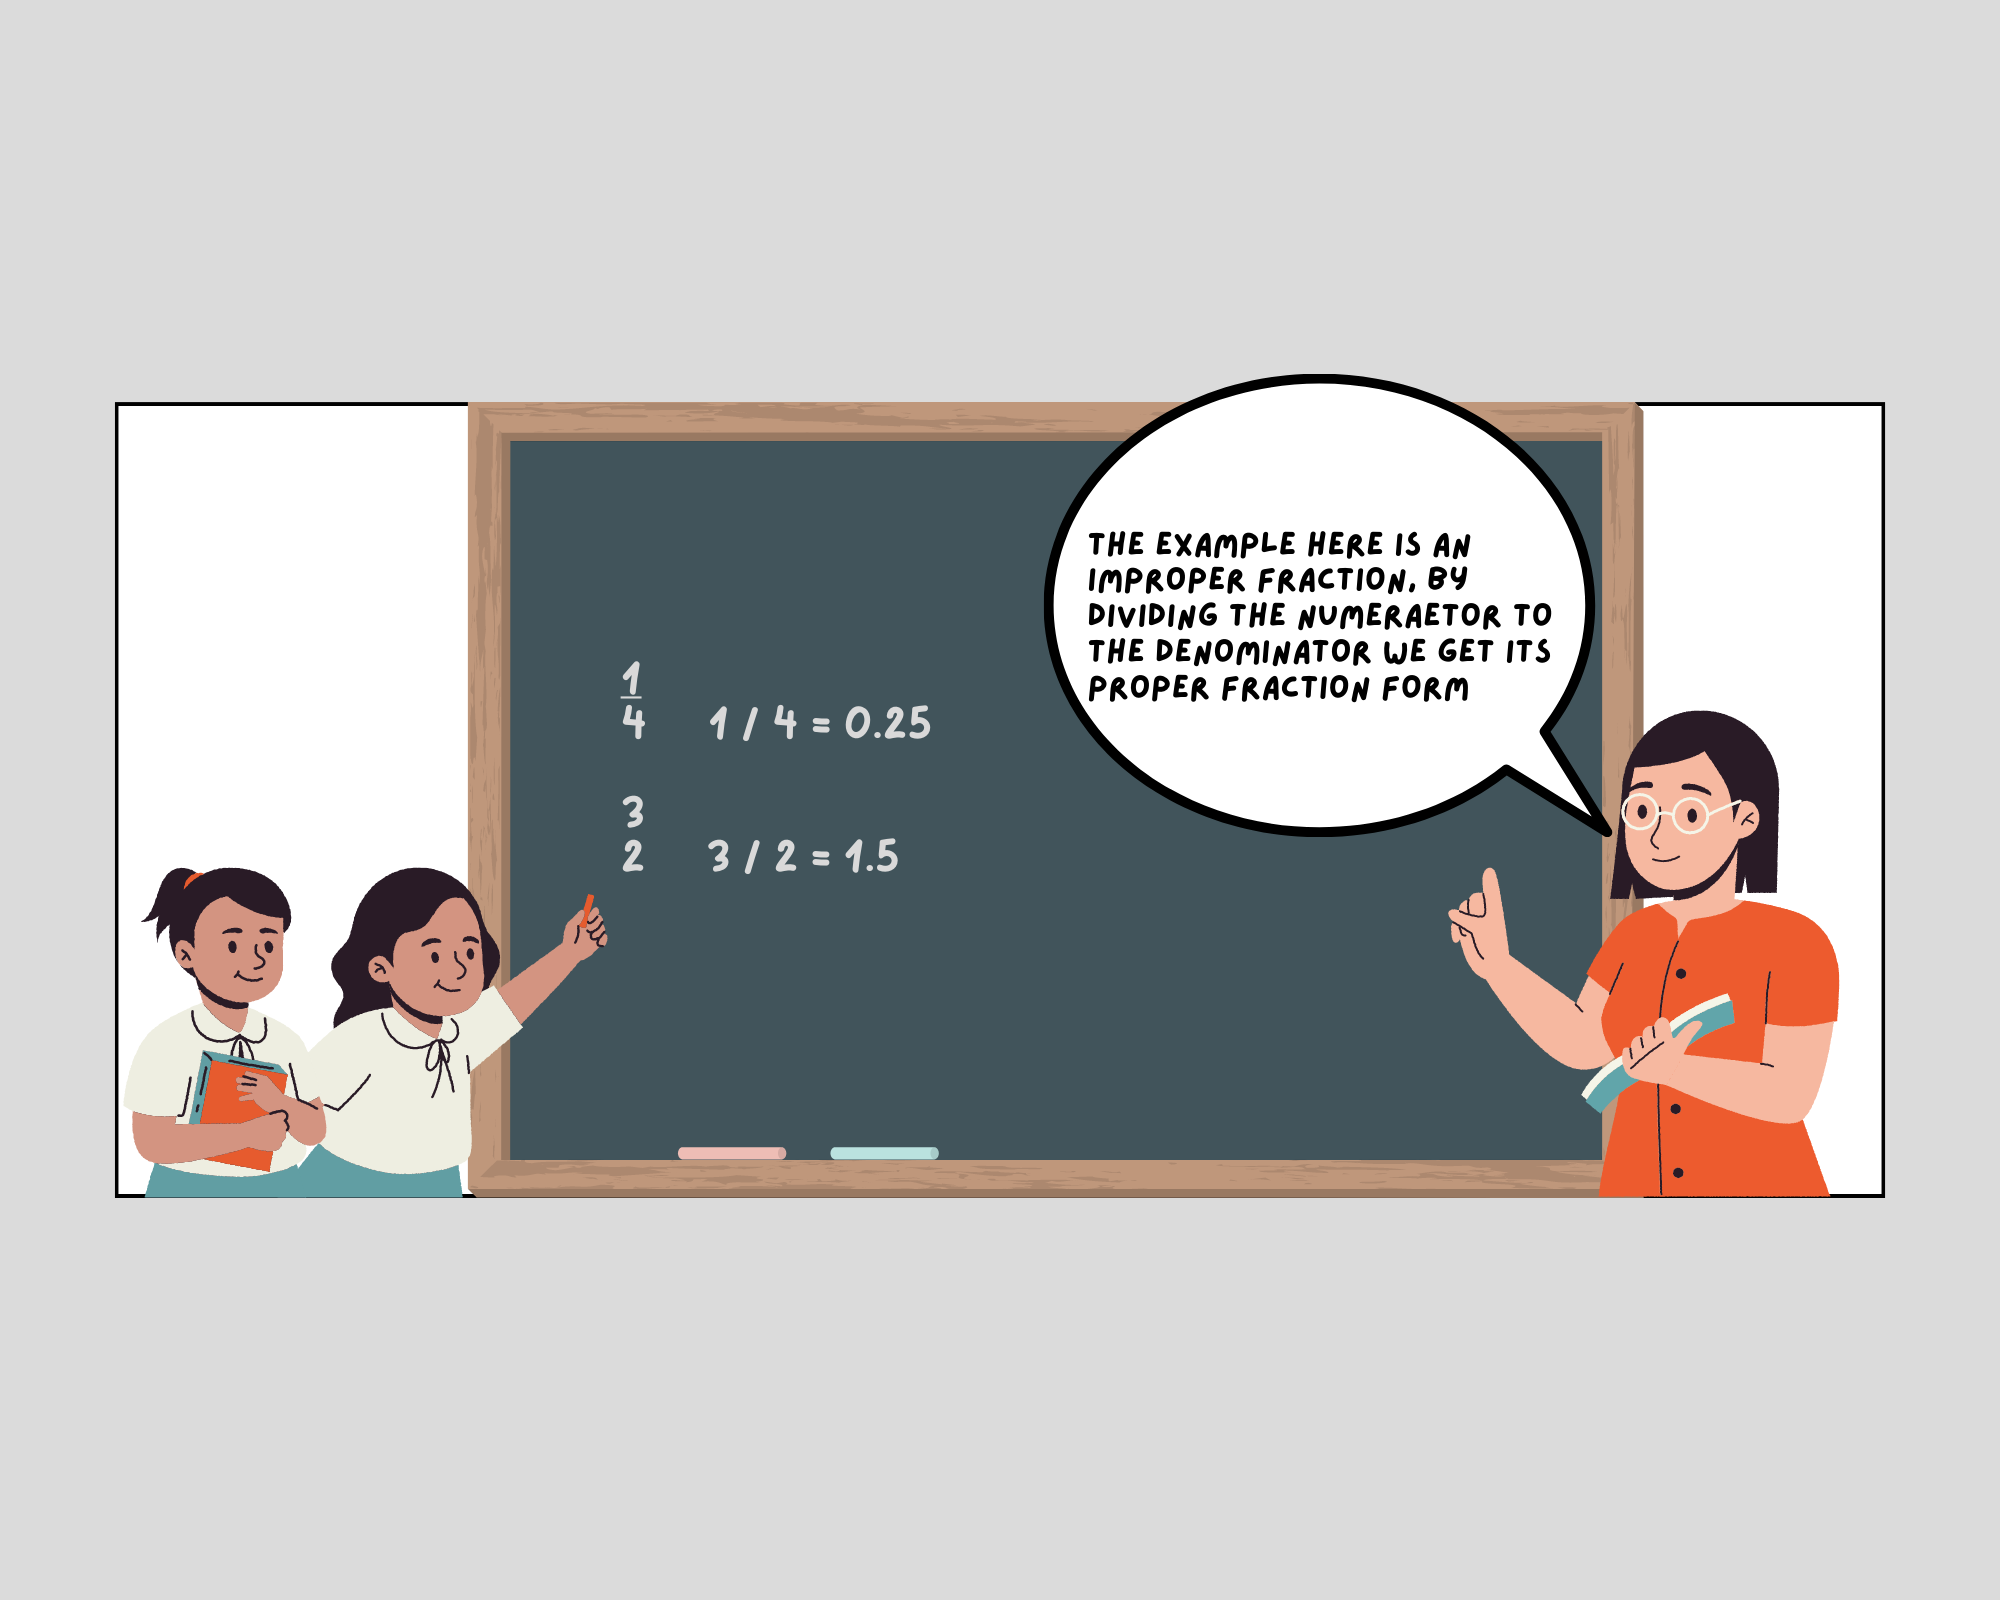 THE EXAMPLE HERE IS AN
IMPROPER FRACTION, BY
DIVIDING THE NUMERAETOR TO
THE DENOMINATOR WE GET ITS
PROPER FRACTION FORM
1
4 1 / 4 = 0.25
3
2 3 / 2 = 1.5